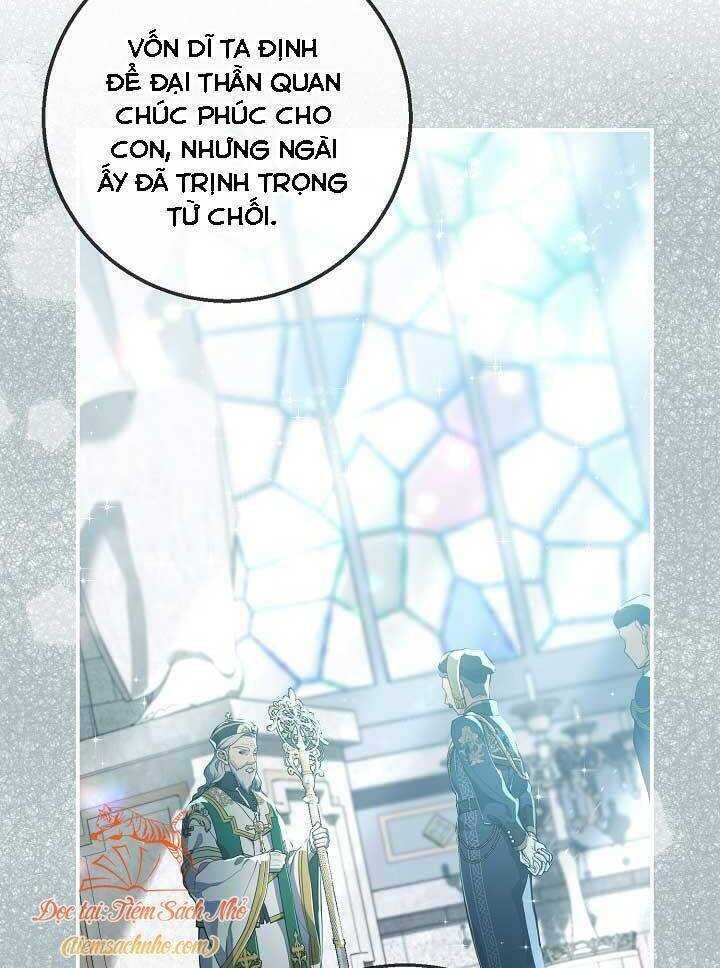 VỐN DĨ TA ĐỊNH
ĐỂ ĐẠI THẦN QUAN
CHÚC PHÚC CHO
CON, NHƯNG NGÀI
ẤY ĐÃ TRỊNH TRỌNG
TỪ CHỐI.
Đọc tại: Tiệm Sách Nhỏ
(tiemsachnho.com)